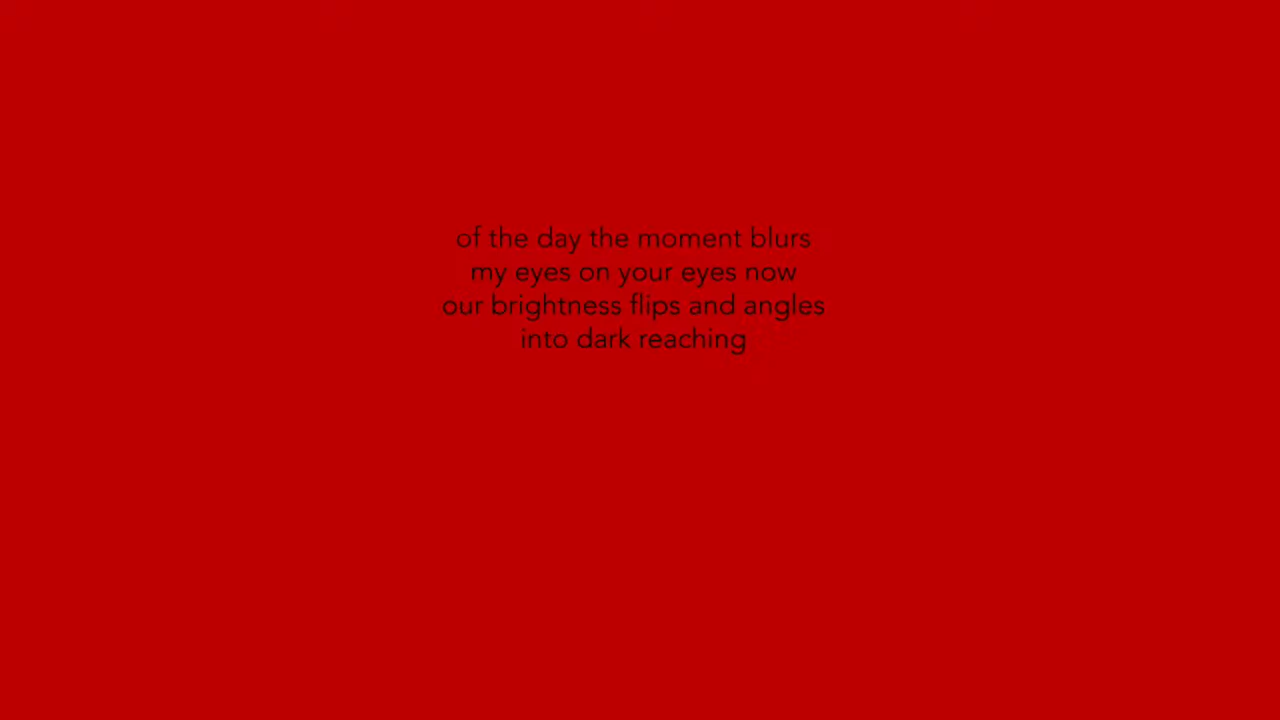 of the day the moment blurs
my eyes on your eyes now
our brightness flips and angles
into dark reaching